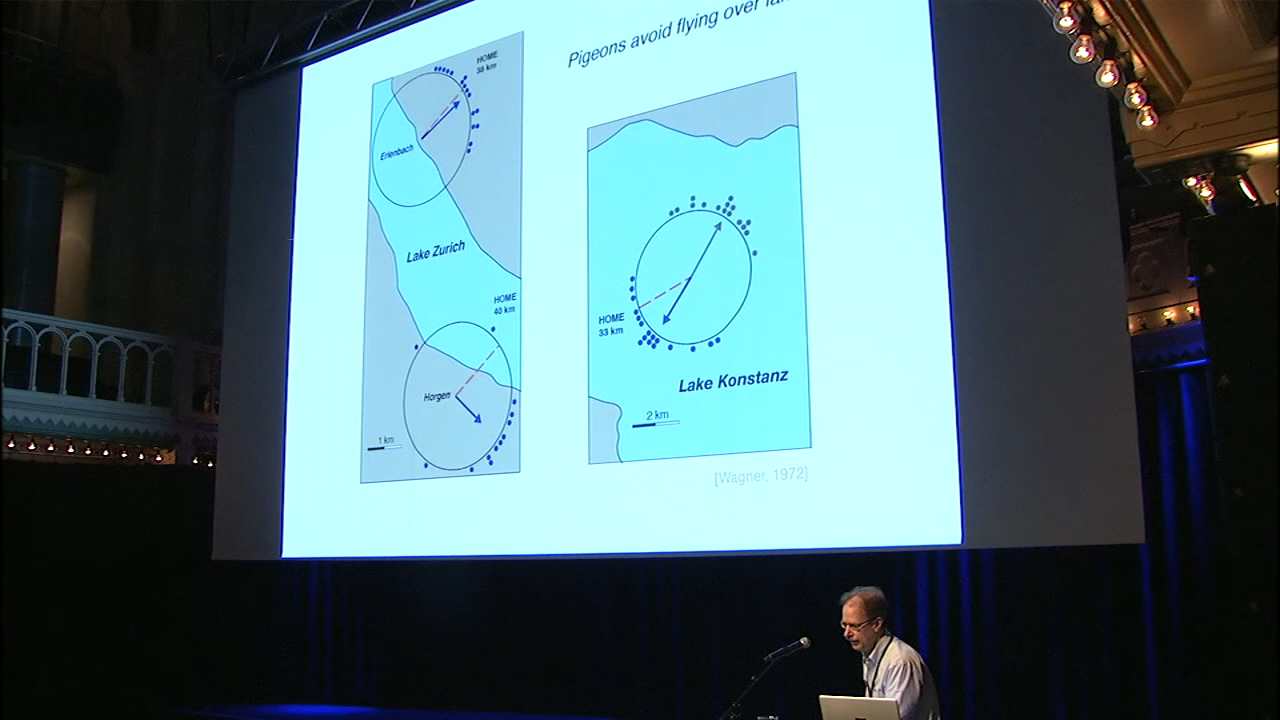 Pigeons avoid flying over
HOME
38 km
Erlenbach
Lake Zurich
HOME
40 km
Horgen
1 km
HOME
33 km
Lake Konstanz
2 km
[Wagner, 1972]